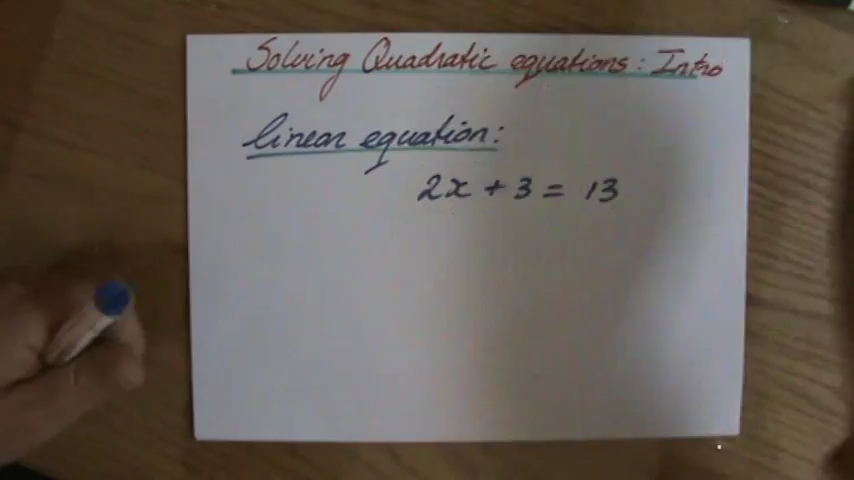 Solving Quadratic equations: Intro
linear equation:
2x + 3 = 13